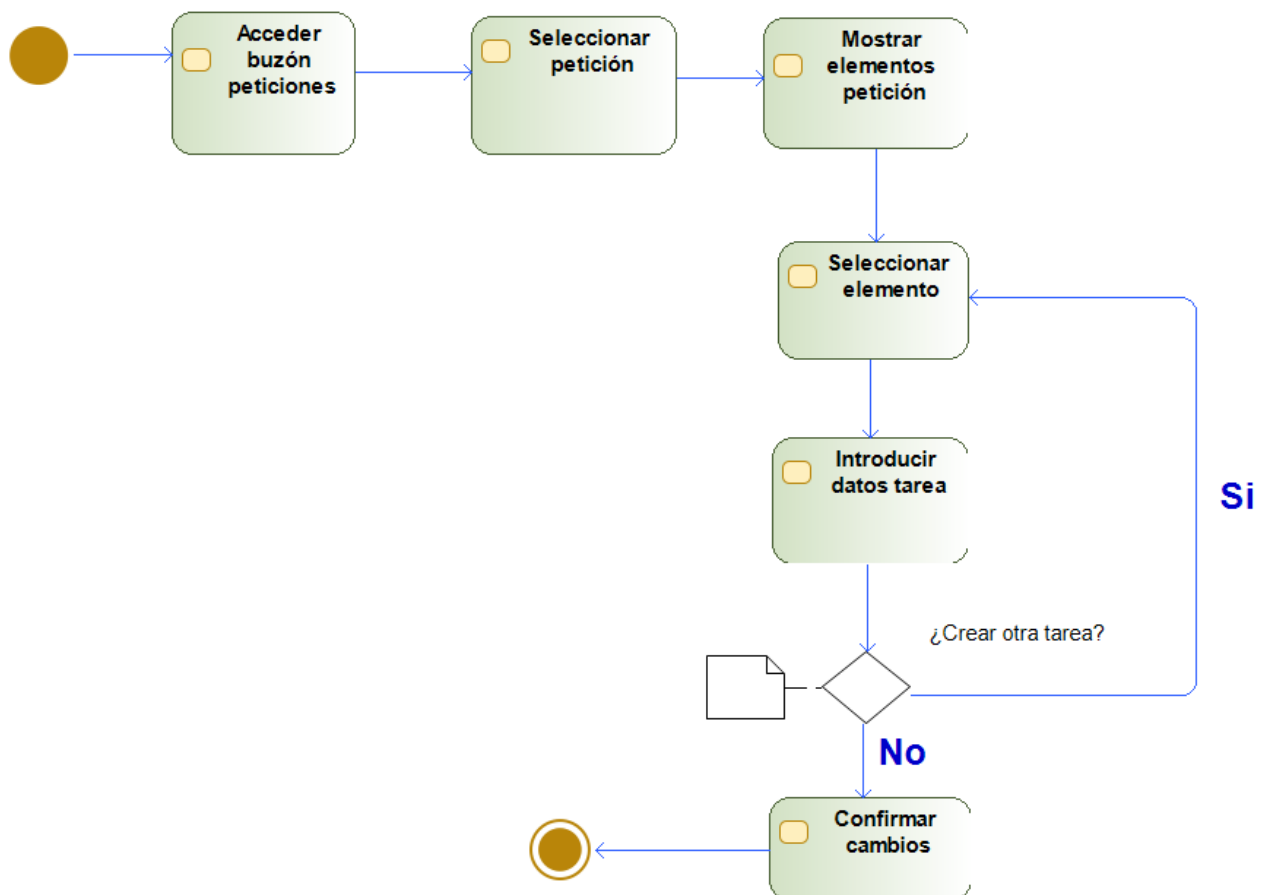 Acceder
buzón
peticiones
Seleccionar
petición
Mostrar
elementos
petición
Seleccionar
elemento
Introducir
datos tarea
Si
¿Crear otra tarea?
No
Confirmar
cambios